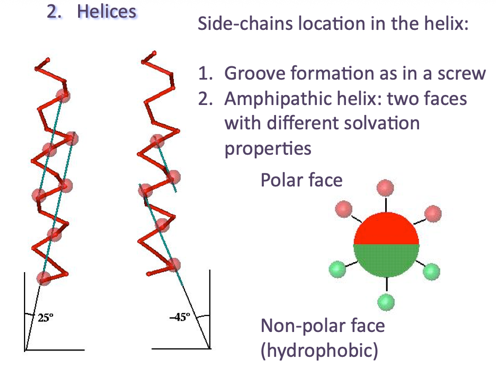 2. Helices
Side-chains location in the helix:
1. Groove formation as in a screw
2. Amphipathic helix: two faces
with different solvation
properties
Polar face
25°
-45°
Non-polar face
(hydrophobic)